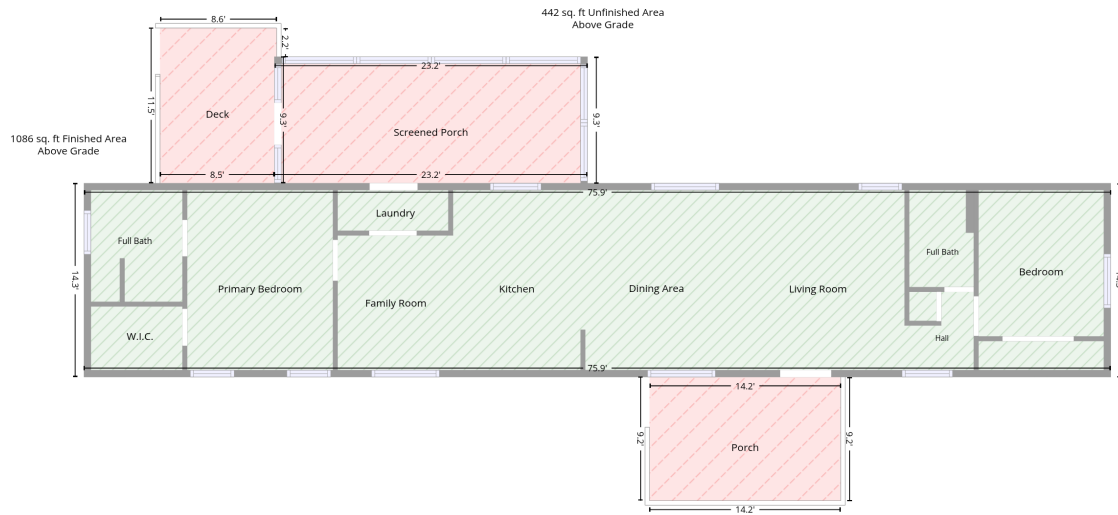 442 sq. ft Unfinished Area
Above Grade
8.6'
2.2'
23.2'
11.5'
Deck
9.3'
Screened Porch
9.3'
1086 sq. ft Finished Area
Above Grade
8.5'
23.2'
75.9'
Laundry
Full Bath
Full Bath
14.3'
Primary Bedroom
Family Room
Kitchen
Dining Area
Living Room
Bedroom
W.I.C.
Hall
75.9'
14.2'
9.2'
Porch
9.2'
14.2'